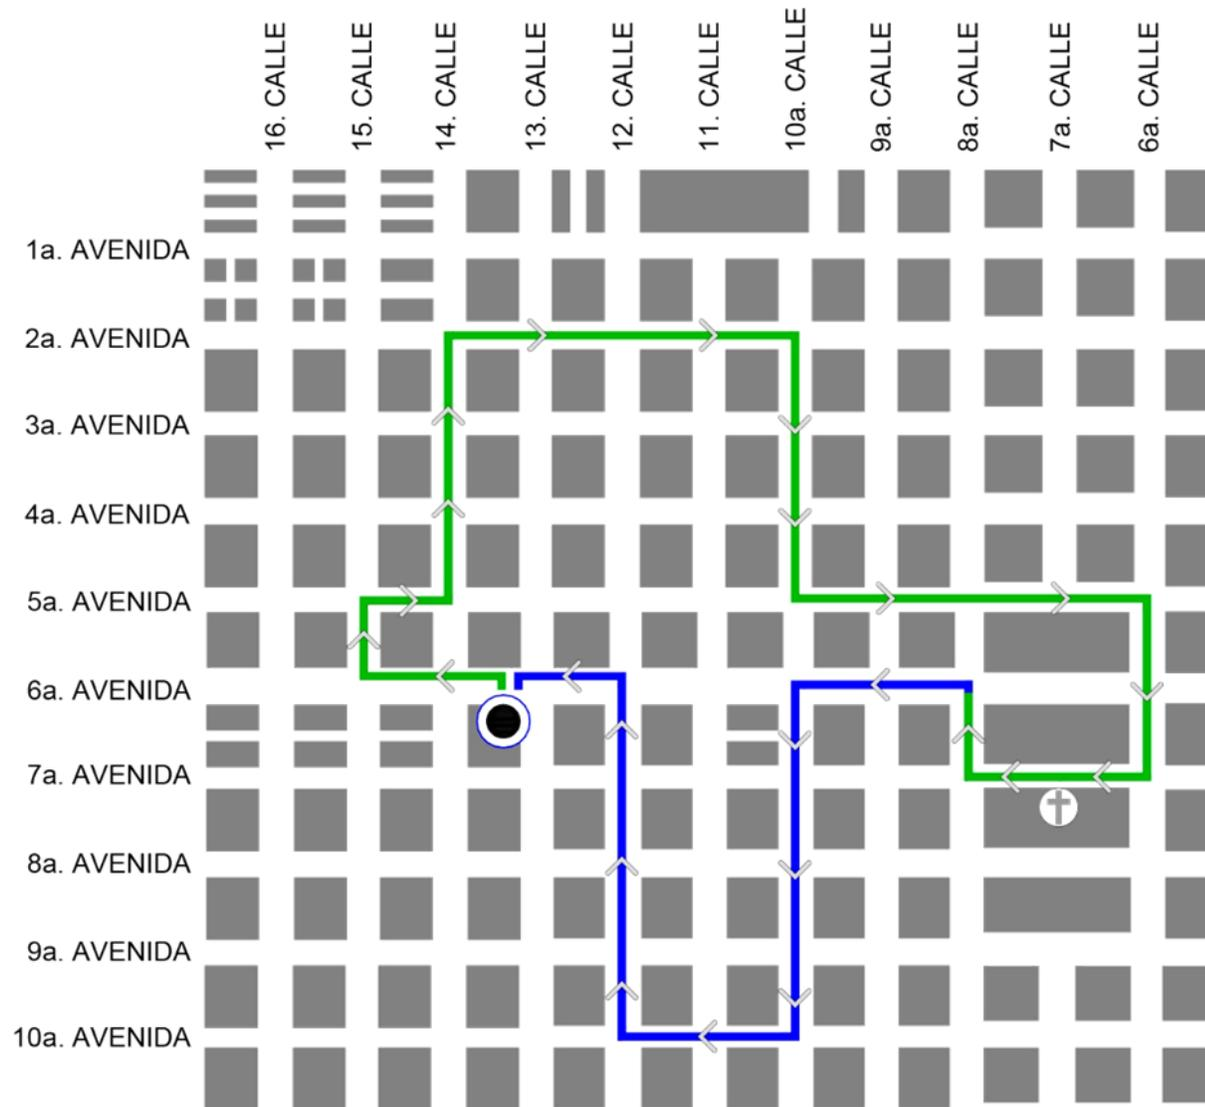 16. CALLE
15. CALLE
14. CALLE
13. CALLE
12. CALLE
11. CALLE
10a. CALLE
9a. CALLE
8a. CALLE
7a. CALLE
6a. CALLE
1a. AVENIDA
2a. AVENIDA
3a. AVENIDA
4a. AVENIDA
5a. AVENIDA
6a. AVENIDA
7a. AVENIDA
8a. AVENIDA
9a. AVENIDA
10a. AVENIDA